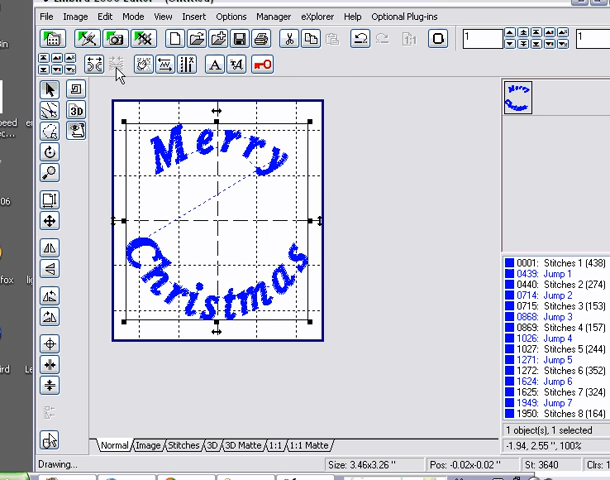 File Image Edit Mode View Insert Options Manager eXplorer Help Optional Plug-ins
1 1
A A
3D
Merry
Christmas
0001: Stitches 1 (438)
0439: Jump 1
0440: Stitches 2 (274)
0714: Jump 2
0715: Stitches 3 (153)
0868: Jump 3
0869: Stitches 4 (157)
1026: Jump 4
1027: Stitches 5 (244)
1271: Jump 5
1272: Stitches 6 (352)
1624: Jump 6
1625: Stitches 7 (324)
1949: Jump 7
1950: Stitches 8 (164)
1 object(s), 1 selected
-1.94, 2.55 ", 100%
Normal Image Stitches 3D 3D Matte 1:1 1:1 Matte
Drawing... Size: 3.46x3.26 " Pos: -0.02x-0.02 " St: 3640 Clrs: